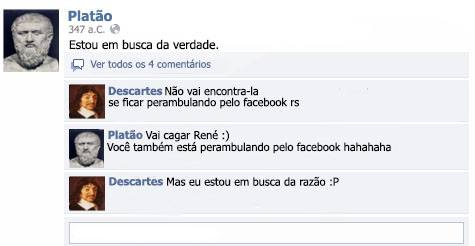 Platão
347 a.C.
Estou em busca da verdade.
Ver todos os 4 comentários
Descartes Não vai encontra-la
se ficar perambulando pelo facebook rs
Platão Vai cagar René :)
Você também está perambulando pelo facebook hahahaha
Descartes Mas eu estou em busca da razão :P